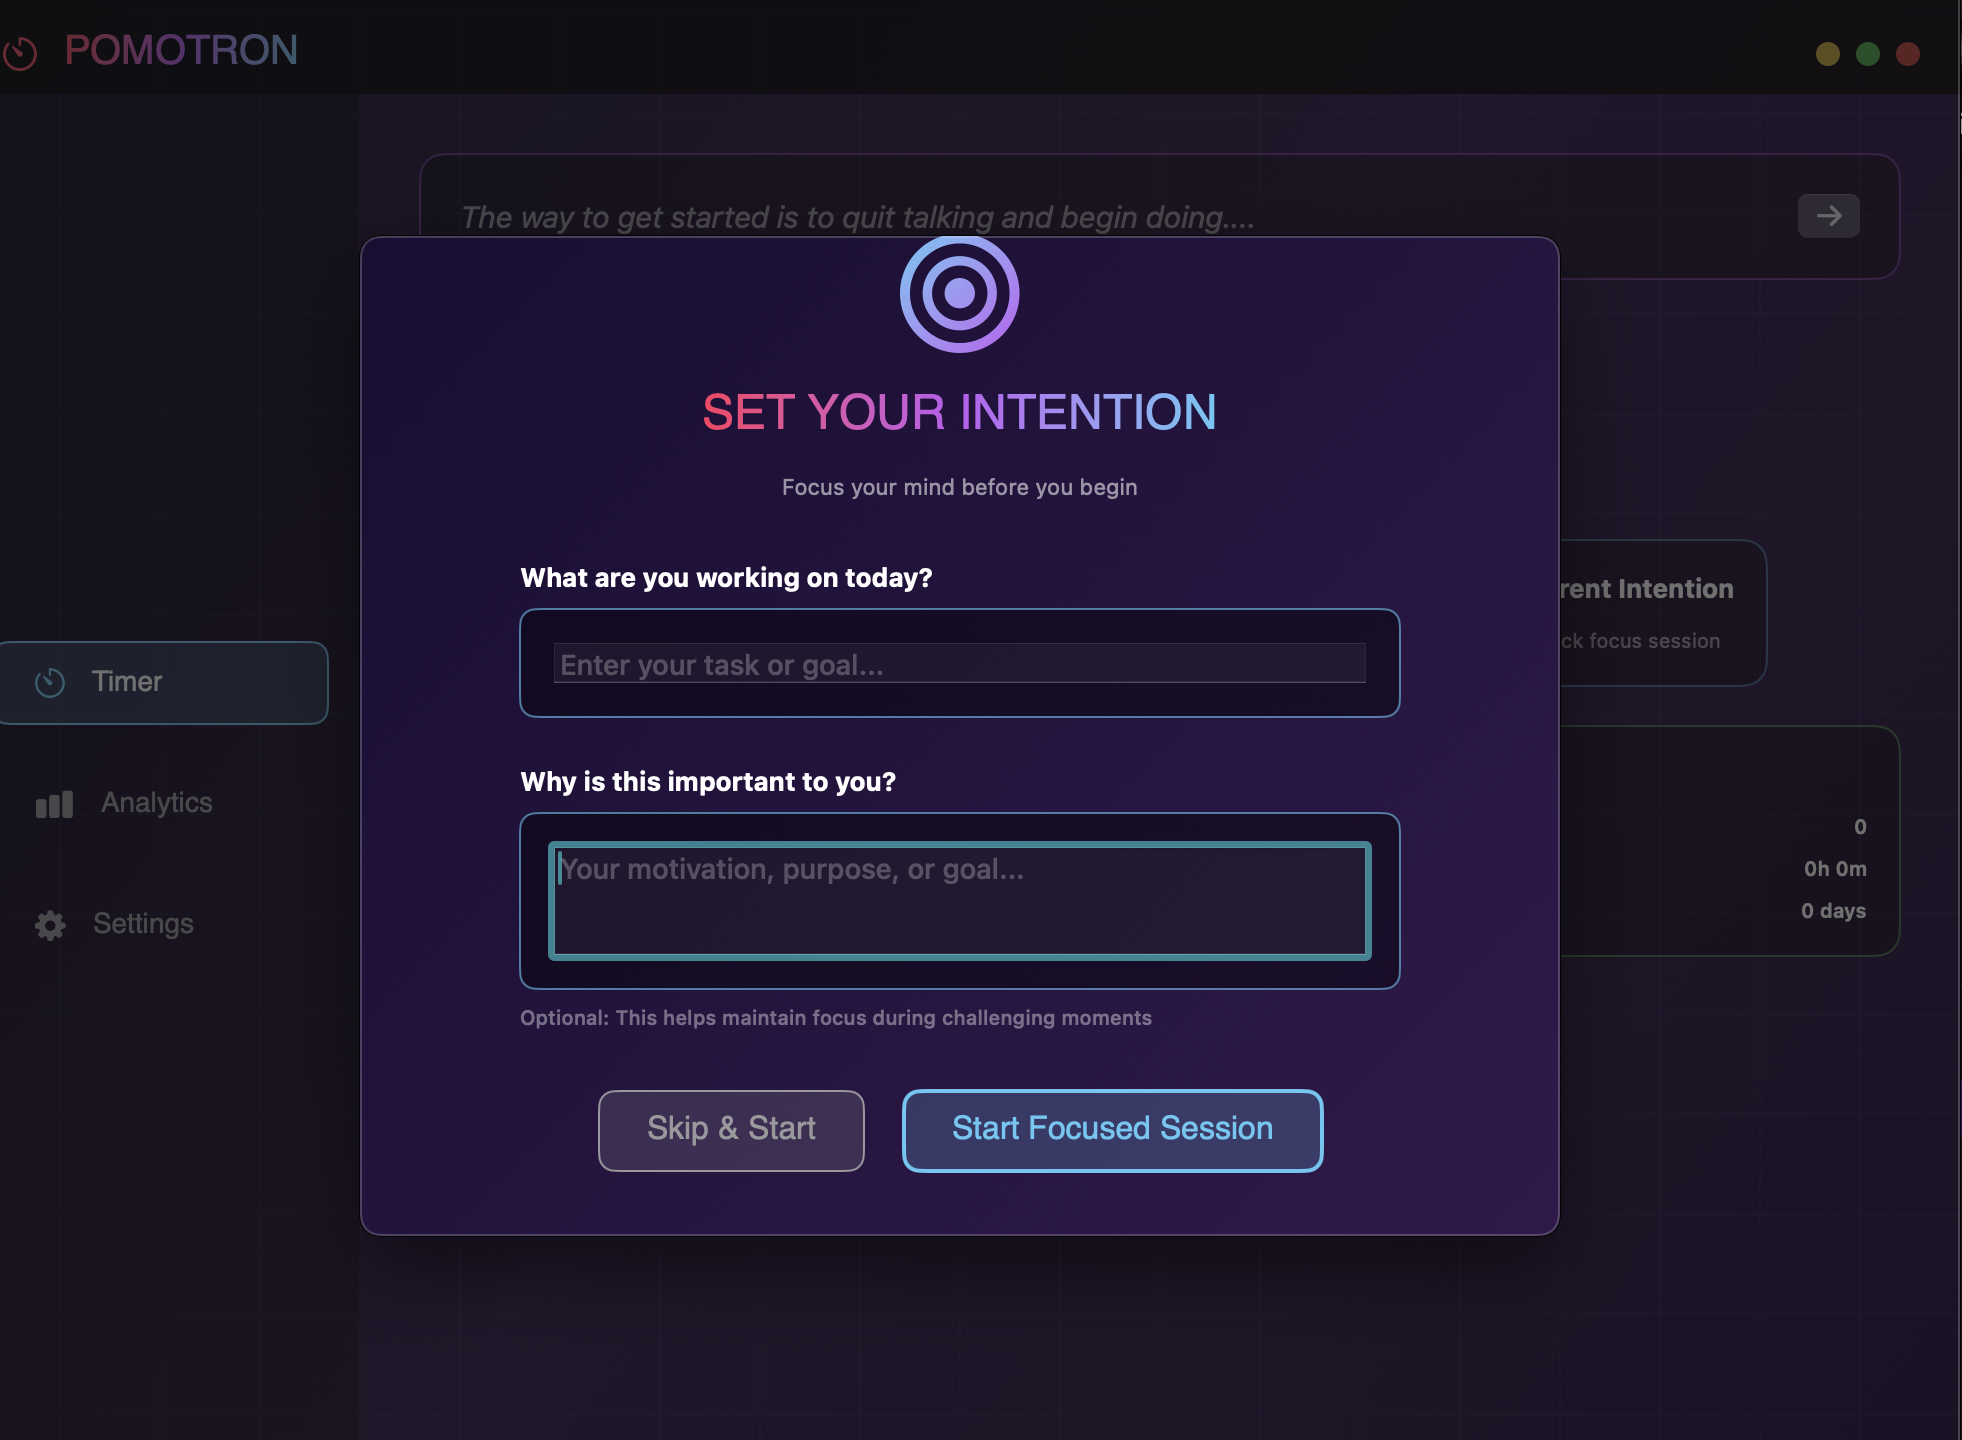 POMOTRON
The way to get started is to quit talking and begin doing....
SET YOUR INTENTION
Focus your mind before you begin
What are you working on today?
Enter your task or goal...
Why is this important to you?
Your motivation, purpose, or goal...
Optional: This helps maintain focus during challenging moments
Skip & Start
Start Focused Session
Timer
Analytics
Settings
Intention
focus session
0
0h 0m
0 days